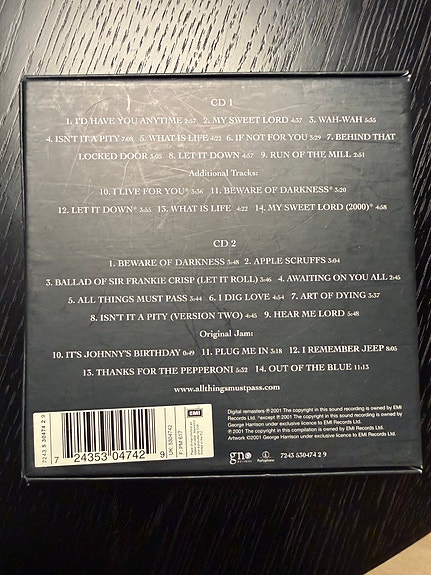 CD 1
1. I'D HAVE YOU ANYTIME 2:57 2. MY SWEET LORD 4:37 3. WAH-WAH 5:35
4. ISN'T IT A PITY 7:08 5. WHAT IS LIFE 4:22 6. IF NOT FOR YOU 3:29 7. BEHIND THAT
LOCKED DOOR 3:05 8. LET IT DOWN 4:57 9. RUN OF THE MILL 2:51
Additional Tracks:
10. I LIVE FOR YOU* 3:36 11. BEWARE OF DARKNESS* 3:20
12. LET IT DOWN* 3:55 13. WHAT IS LIFE 4:22 14. MY SWEET LORD (2000)* 4:58
CD 2
1. BEWARE OF DARKNESS 3:48 2. APPLE SCRUFFS 3:04
3. BALLAD OF SIR FRANKIE CRISP (LET IT ROLL) 3:46 4. AWAITING ON YOU ALL 2:45
5. ALL THINGS MUST PASS 3:44 6. I DIG LOVE 4:54 7. ART OF DYING 3:37
8. ISN'T IT A PITY (VERSION TWO) 4:45 9. HEAR ME LORD 5:48
Original Jam:
10. IT'S JOHNNY'S BIRTHDAY 0:49 11. PLUG ME IN 3:18 12. I REMEMBER JEEP 8:05
13. THANKS FOR THE PEPPERONI 5:32 14. OUT OF THE BLUE 11:13
www.allthingsmustpass.com
7243 5 30474 2 9
7 24353 04742 9
UK: 5304742
F: PM 617
EMI
Digital remasters ℗ 2001 The copyright in this sound recording is owned by EMI
Records Ltd. *except ℗ 2001 The copyright in this sound recording is owned by
George Harrison under exclusive licence to EMI Records Ltd.
℗ 2001 The copyright in this compilation is owned by EMI Records Ltd.
Artwork ©2001 George Harrison under exclusive licence to EMI Records Ltd.
gn
RECORDS
Parlophone
7243 530474 2 9